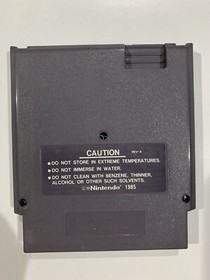 CAUTION
REV-A
• DO NOT STORE IN EXTREME TEMPERATURES.
• DO NOT IMMERSE IN WATER.
• DO NOT CLEAN WITH BENZENE, THINNER,
ALCOHOL OR OTHER SUCH SOLVENTS.
©®Nintendo® 1985